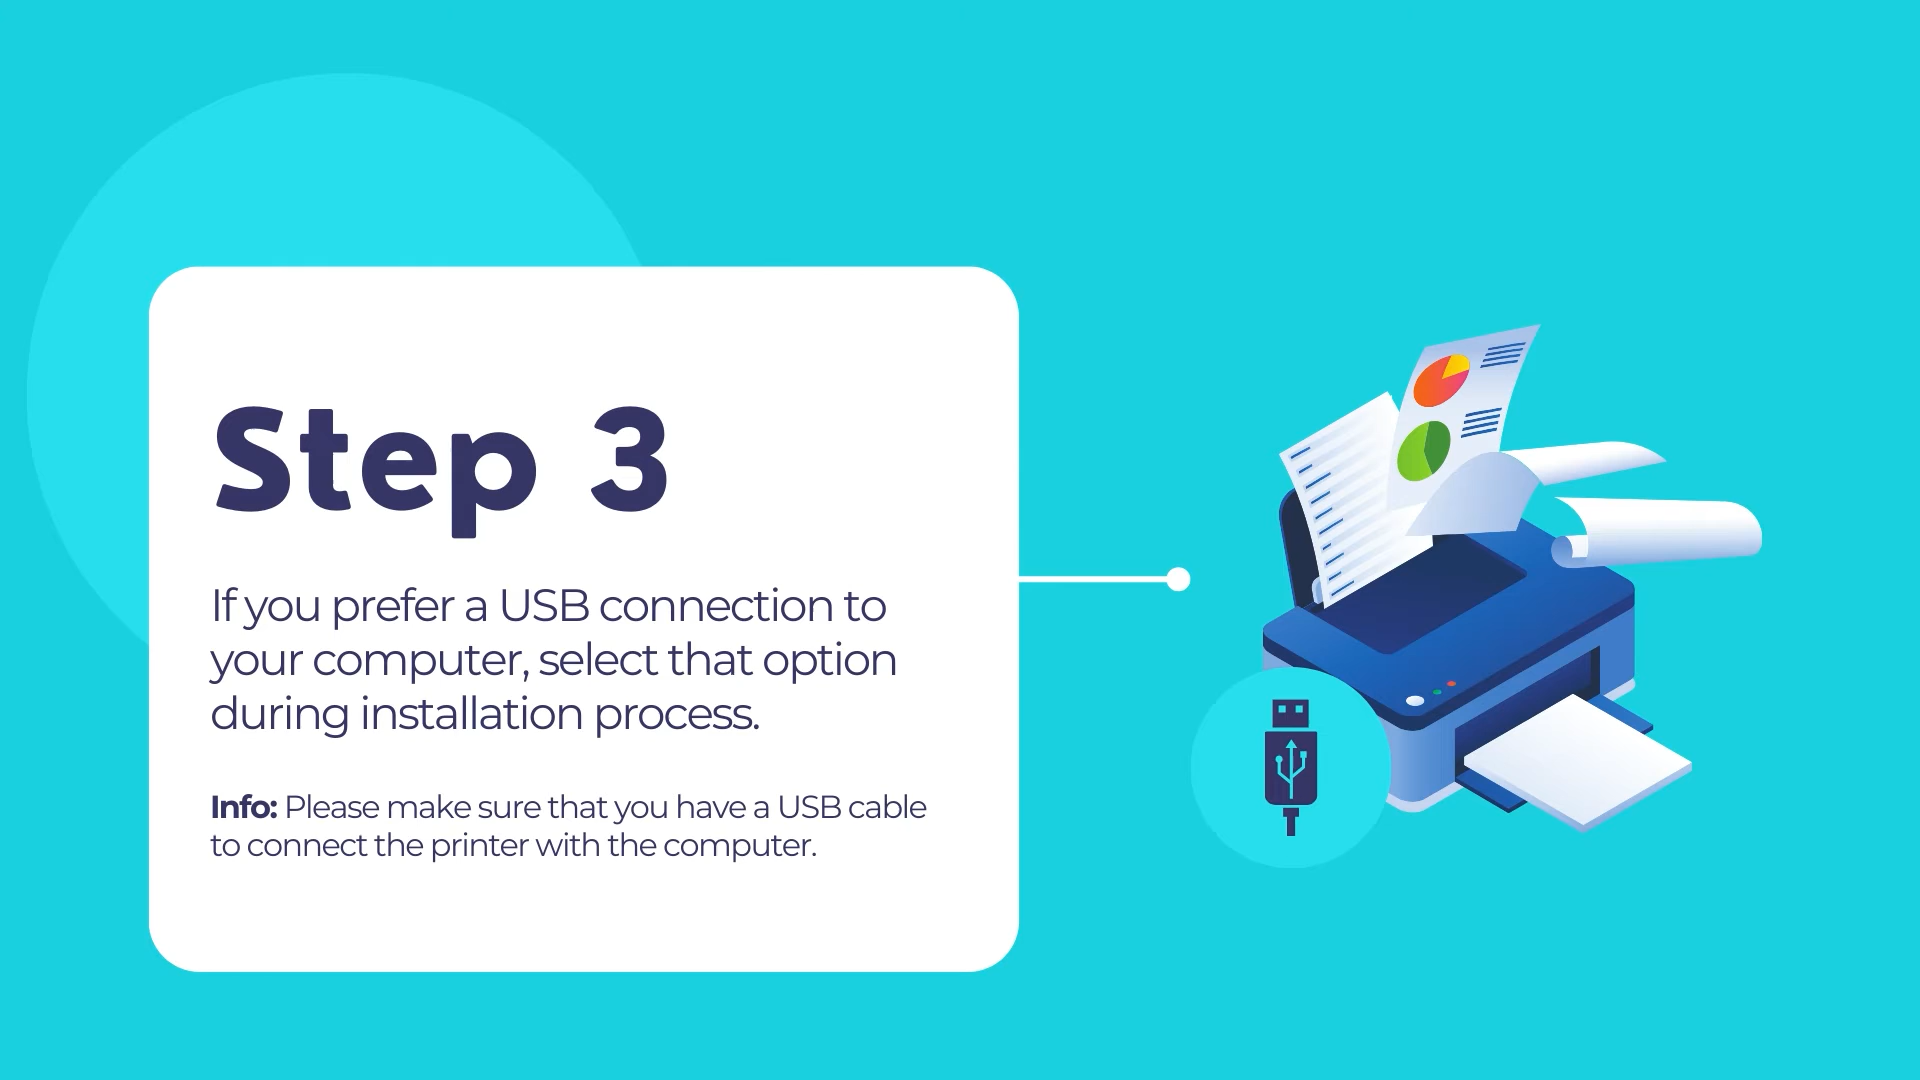 Step 3
If you prefer a USB connection to
your computer, select that option
during installation process.
Info: Please make sure that you have a USB cable
to connect the printer with the computer.